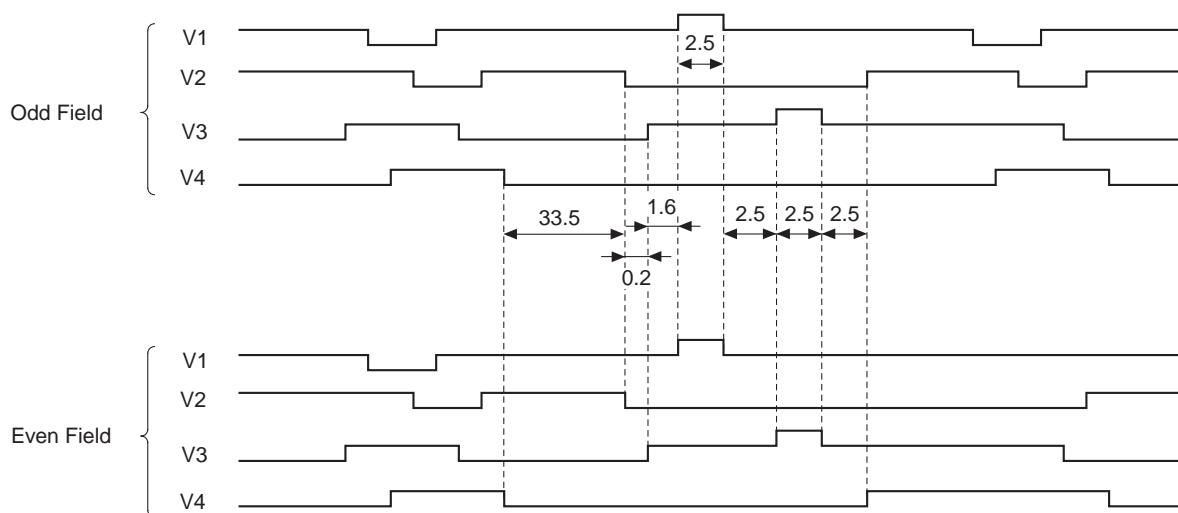 V1
2.5
V2
Odd Field
V3
V4
1.6
33.5
2.5 2.5 2.5
0.2
V1
V2
Even Field
V3
V4